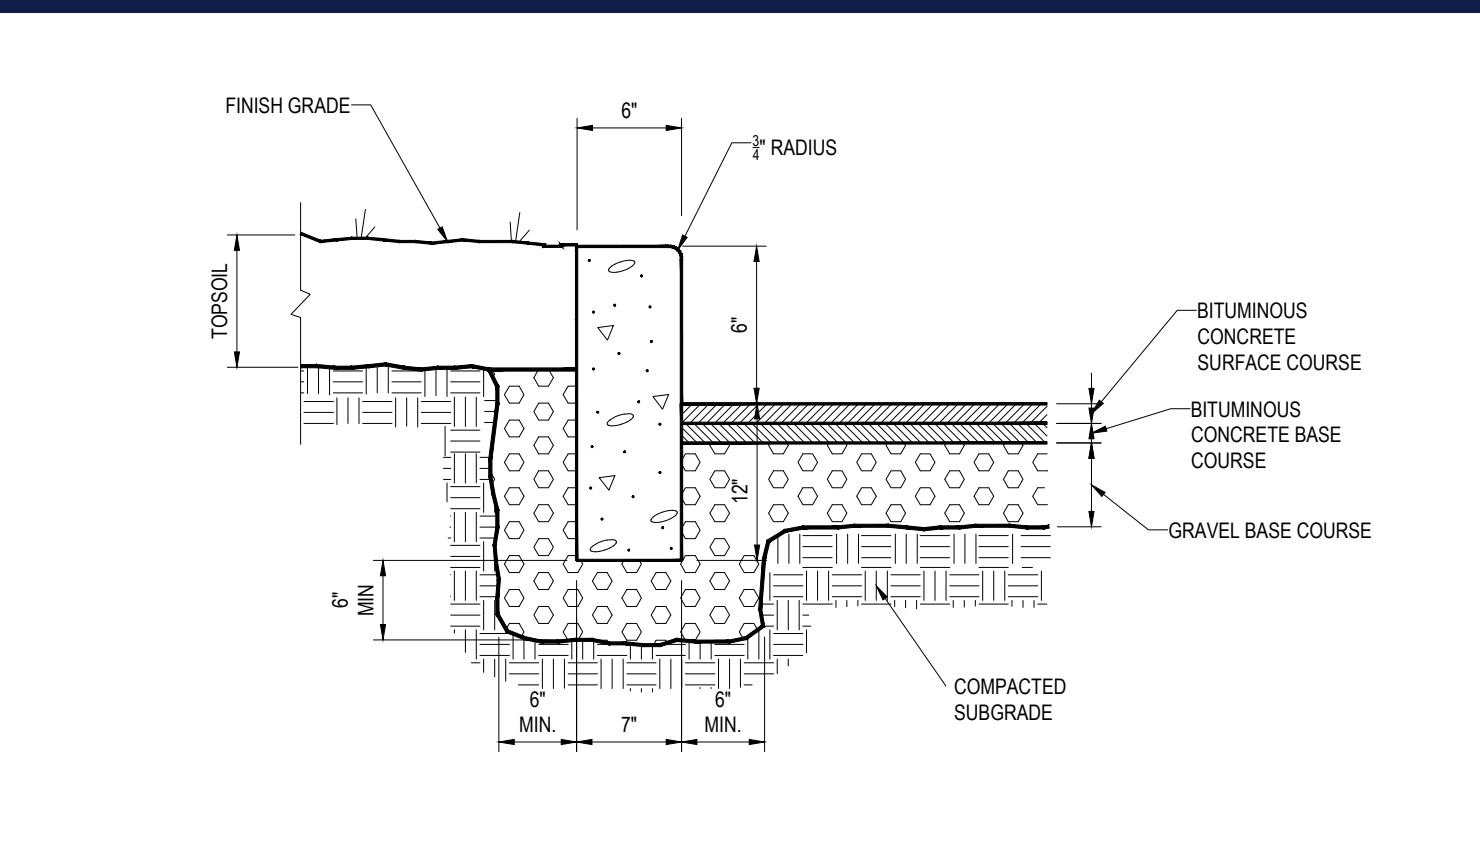 FINISH GRADE
6"
3/4" RADIUS
TOPSOIL
6"
BITUMINOUS
CONCRETE
SURFACE COURSE
BITUMINOUS
CONCRETE BASE
COURSE
12"
GRAVEL BASE COURSE
6"
MIN
COMPACTED
SUBGRADE
6"
MIN.
7"
6"
MIN.